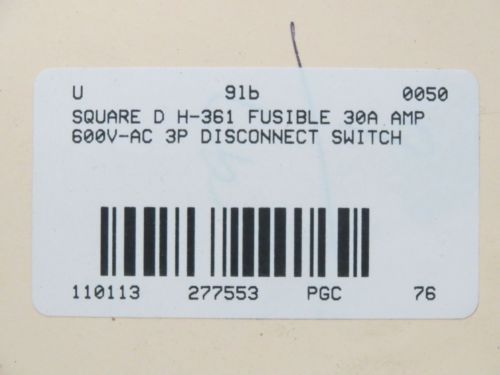 U 9lb 0050
SQUARE D H-361 FUSIBLE 30A AMP
600V-AC 3P DISCONNECT SWITCH
110113 277553 PGC 76